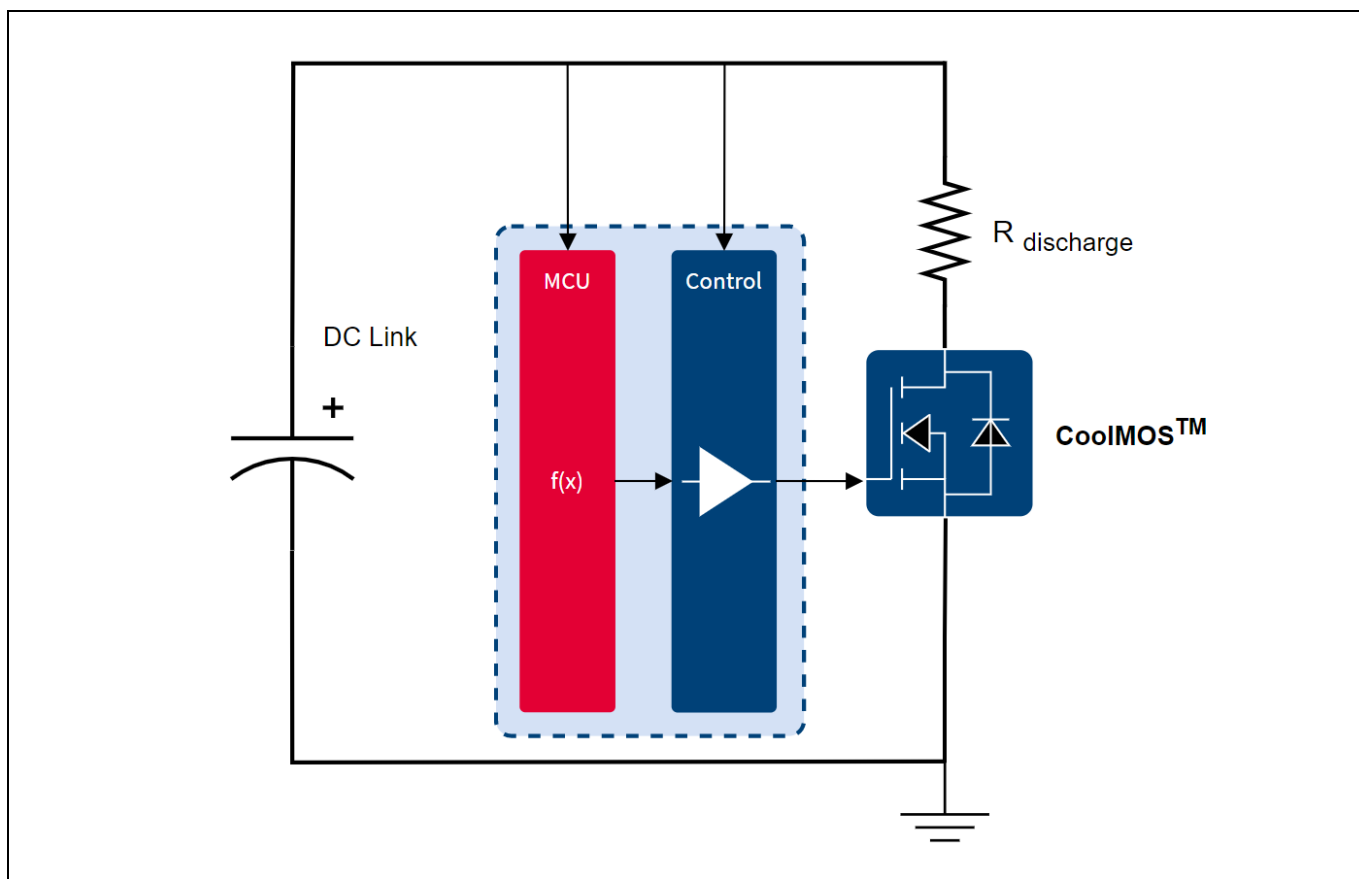 MCU
Control
R discharge
DC Link
+
CoolMOS™
f(x)